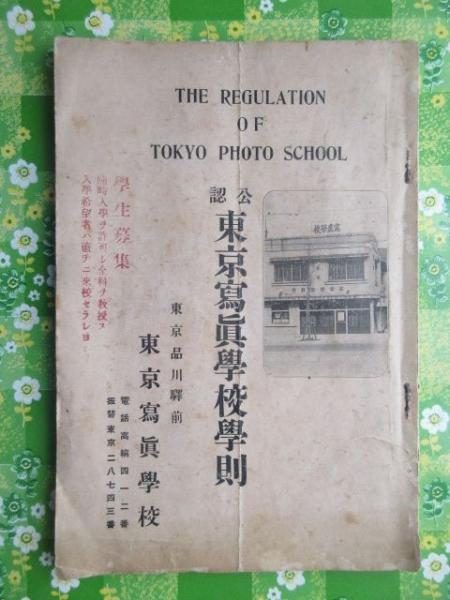 THE REGULATION
OF
TOKYO PHOTO SCHOOL
公認
東京寫眞學校學則
東京品川驛前
東京寫眞學校
電話高輪四一二番
振替東京二八七四三番
學生募集
隨時入學ヲ許可シ全科ヲ教授ス
入學希望者ハ直チニ來校セラレヨ